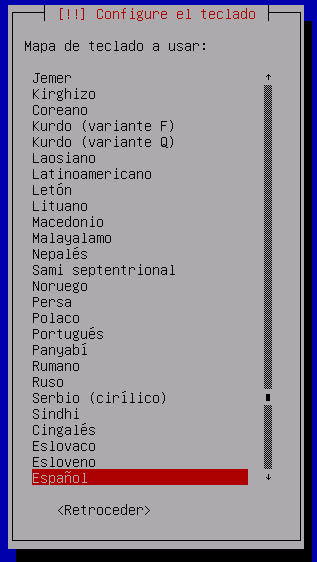 [!!] Configure el teclado
Mapa de teclado a usar:
Jemer
Kirghizo
Coreano
Kurdo (variante F)
Kurdo (variante Q)
Laosiano
Latinoamericano
Letón
Lituano
Macedonio
Malayalamo
Nepalés
Sami septentrional
Noruego
Persa
Polaco
Portugués
Panyabí
Rumano
Ruso
Serbio (cirílico)
Sindhi
Cingalés
Eslovaco
Esloveno
Español
<Retroceder>